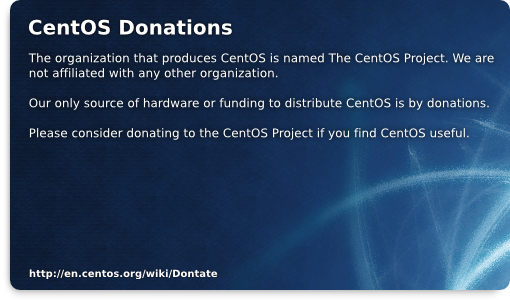 CentOS Donations
The organization that produces CentOS is named The CentOS Project. We are
not affiliated with any other organization.
Our only source of hardware or funding to distribute CentOS is by donations.
Please consider donating to the CentOS Project if you find CentOS useful.
http://en.centos.org/wiki/Dontate